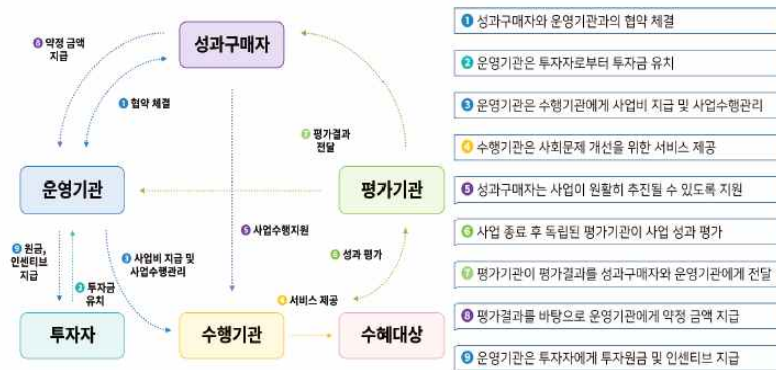 성과구매자
❽ 약정 금액
지급
❶ 협약 체결
❼ 평가결과
전달
운영기관
평가기관
❾ 원금,
인센티브
지급
❷ 투자금
유치
❸ 사업비 지급 및
사업수행관리
❺ 사업수행지원
❻ 성과 평가
❹ 서비스 제공
투자자
수행기관
수혜대상
❶ 성과구매자와 운영기관과의 협약 체결
❷ 운영기관은 투자자로부터 투자금 유치
❸ 운영기관은 수행기관에게 사업비 지급 및 사업수행관리
❹ 수행기관은 사회문제 개선을 위한 서비스 제공
❺ 성과구매자는 사업이 원활히 추진될 수 있도록 지원
❻ 사업 종료 후 독립된 평가기관이 사업 성과 평가
❼ 평가기관이 평가결과를 성과구매자와 운영기관에게 전달
❽ 평가결과를 바탕으로 운영기관에게 약정 금액 지급
❾ 운영기관은 투자자에게 투자원금 및 인센티브 지급